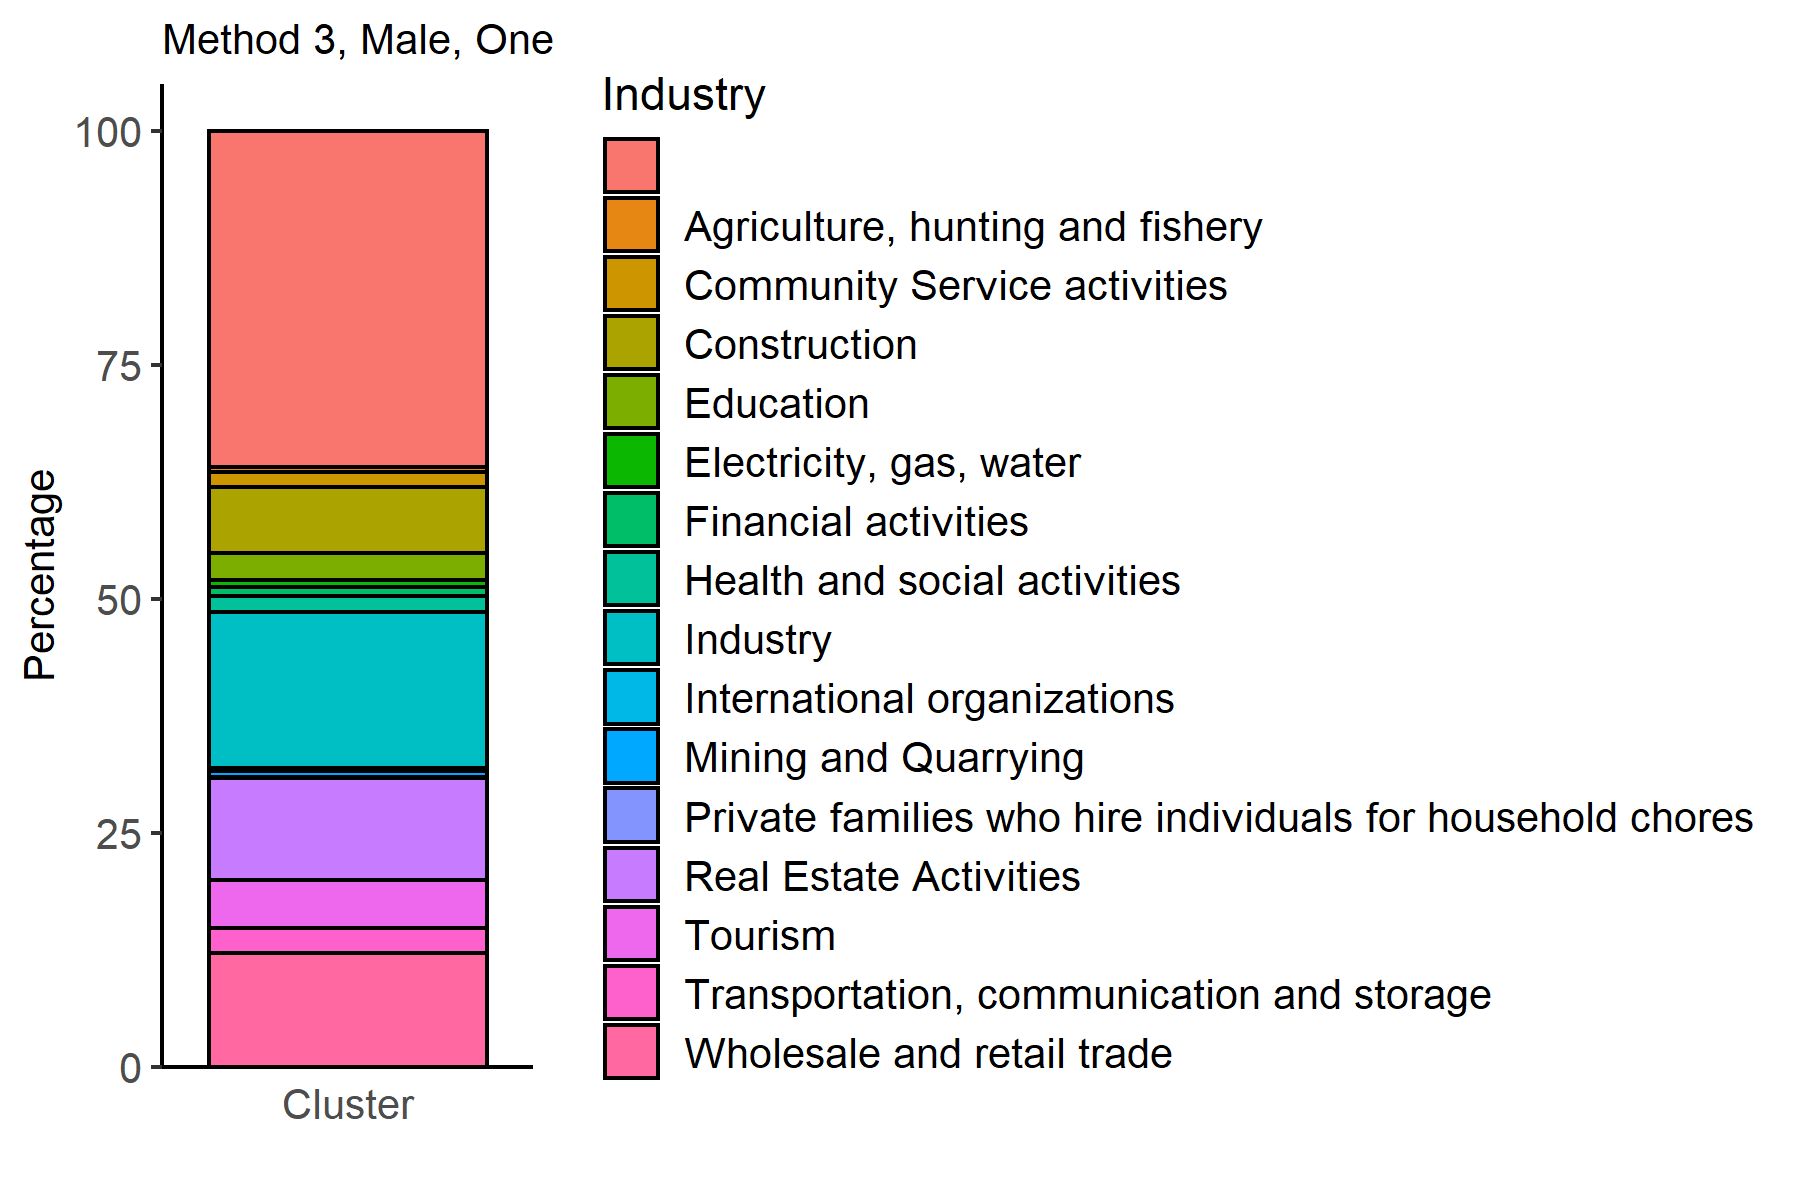 Method 3, Male, One
Industry
100
75
50
25
0
Percentage
Cluster
Agriculture, hunting and fishery
Community Service activities
Construction
Education
Electricity, gas, water
Financial activities
Health and social activities
Industry
International organizations
Mining and Quarrying
Private families who hire individuals for household chores
Real Estate Activities
Tourism
Transportation, communication and storage
Wholesale and retail trade